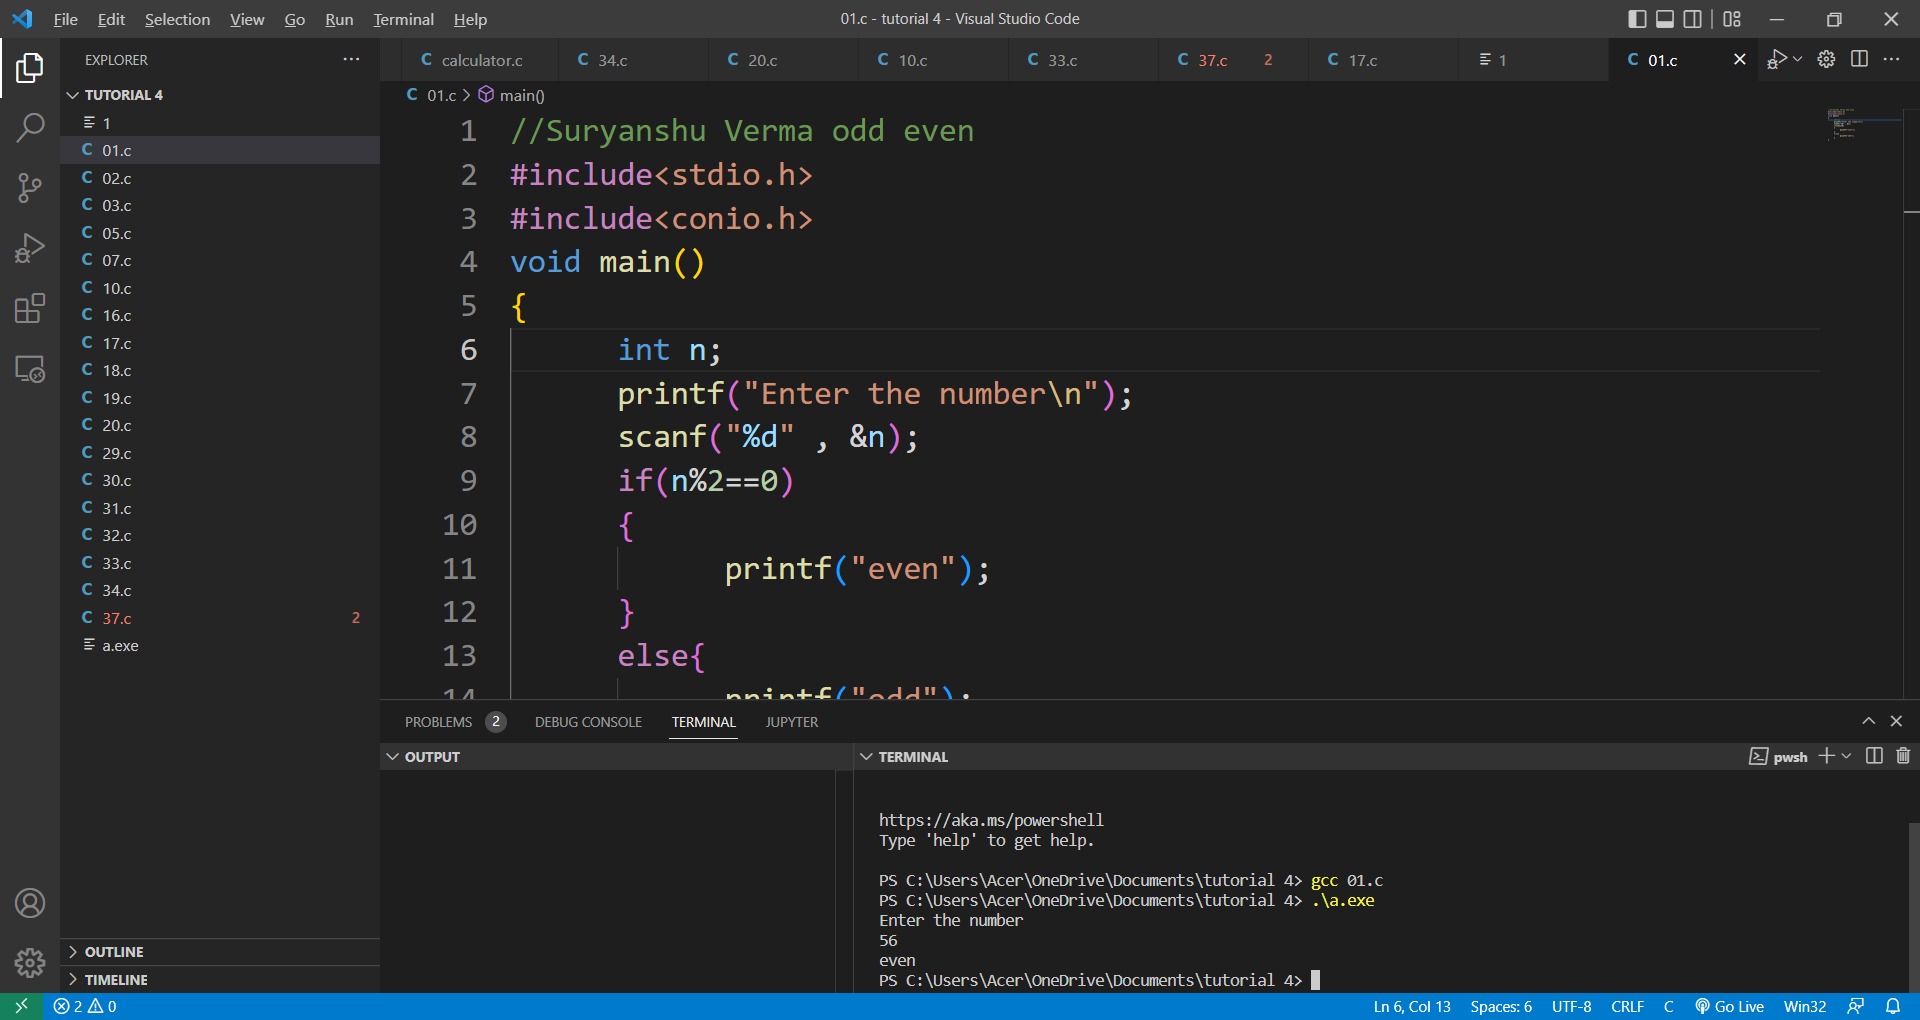 File Edit Selection View Go Run Terminal Help 01.c - tutorial 4 - Visual Studio Code
EXPLORER
calculator.c 34.c 20.c 10.c 33.c 37.c 2 17.c 1 01.c
TUTORIAL 4
1
01.c
02.c
03.c
05.c
07.c
10.c
16.c
17.c
18.c
19.c
20.c
29.c
30.c
31.c
32.c
33.c
34.c
37.c 2
a.exe
OUTLINE
TIMELINE
C 01.c > main()
1 //Suryanshu Verma odd even
2 #include<stdio.h>
3 #include<conio.h>
4 void main()
5 {
6 int n;
7 printf("Enter the number\n");
8 scanf("%d" , &n);
9 if(n%2==0)
10 {
11 printf("even");
12 }
13 else{
14 printf("odd");
PROBLEMS 2 DEBUG CONSOLE TERMINAL JUPYTER
OUTPUT
TERMINAL
pwsh
https://aka.ms/powershell
Type 'help' to get help.
PS C:\Users\Acer\OneDrive\Documents\tutorial 4> gcc 01.c
PS C:\Users\Acer\OneDrive\Documents\tutorial 4> .\a.exe
Enter the number
56
even
PS C:\Users\Acer\OneDrive\Documents\tutorial 4>
2 0 Ln 6, Col 13 Spaces: 6 UTF-8 CRLF C Go Live Win32